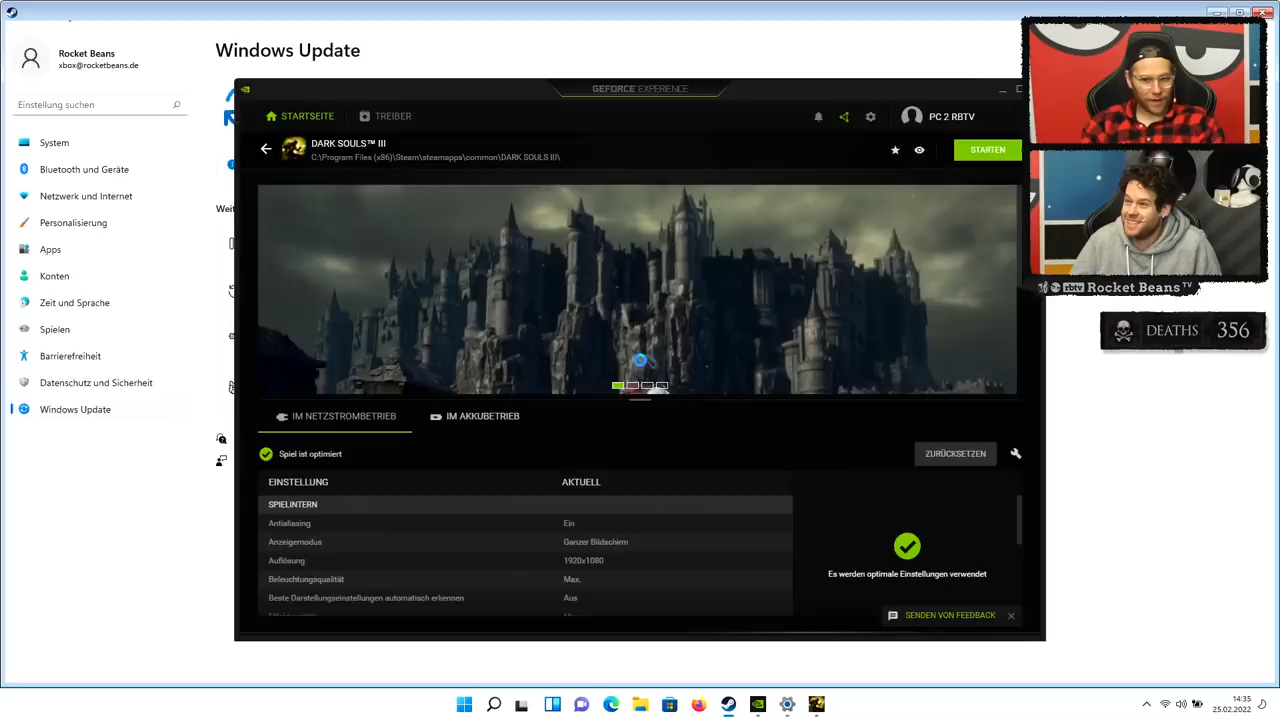 Rocket Beans
xbox@rocketbeans.de
Einstellung suchen
System
Bluetooth und Geräte
Netzwerk und Internet
Personalisierung
Apps
Konten
Zeit und Sprache
Spielen
Barrierefreiheit
Datenschutz und Sicherheit
Windows Update
Windows Update
Weit
GEFORCE EXPERIENCE
STARTSEITE
TREIBER
PC 2 RBTV
DARK SOULS™ III
C:\Program Files (x86)\Steam\steamapps\common\DARK SOULS III\
STARTEN
IM NETZSTROMBETRIEB
IM AKKUBETRIEB
Spiel ist optimiert
ZURÜCKSETZEN
EINSTELLUNG AKTUELL
SPIELINTERN
Antialiasing Ein
Anzeigemodus Ganzer Bildschirm
Auflösung 1920x1080
Beleuchtungsqualität Max.
Beste Darstellungseinstellungen automatisch erkennen Aus
Es werden optimale Einstellungen verwendet
SENDEN VON FEEDBACK
rbtv Rocket Beans TV
DEATHS 356
14:35
25.02.2022